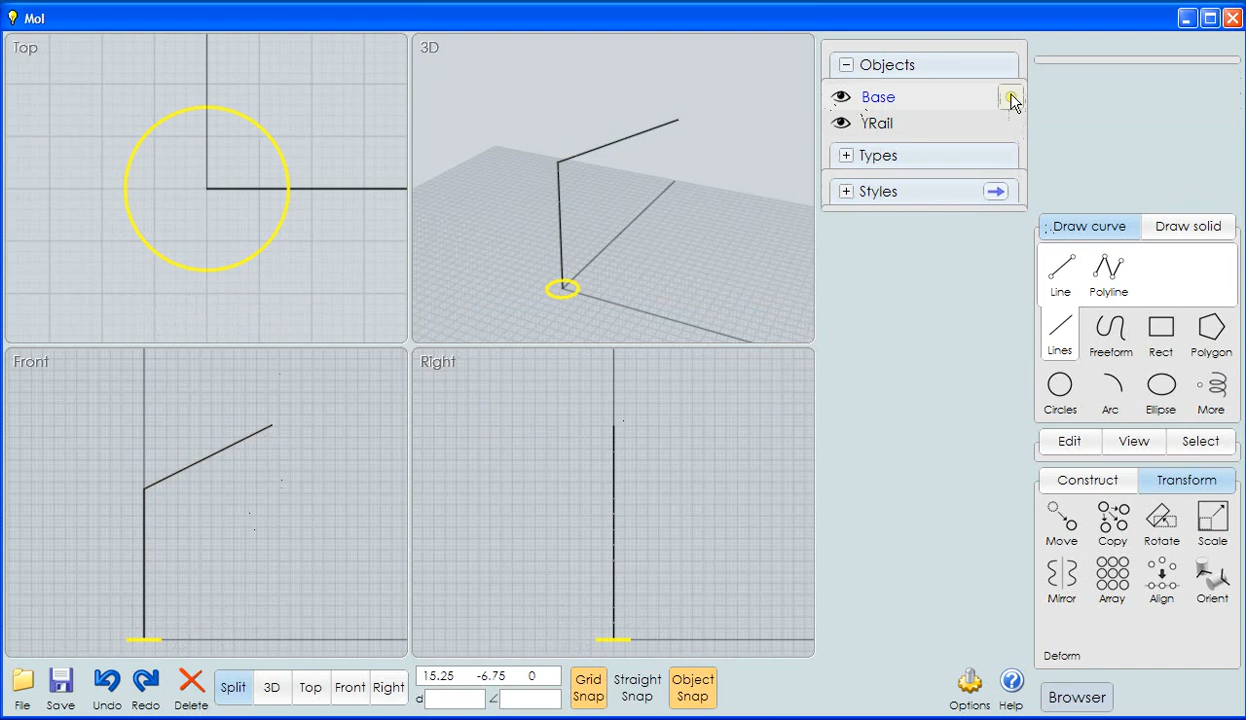 MoI
Top
3D
Front
Right
Objects
Base
YRail
Types
Styles
Draw curve Draw solid
Line Polyline
Lines Freeform Rect Polygon
Circles Arc Ellipse More
Edit View Select
Construct Transform
Move Copy Rotate Scale
Mirror Array Align Orient
Deform
File Save Undo Redo Delete
Split 3D Top Front Right
15.25 -6.75 0
d
Grid Snap
Straight Snap
Object Snap
Options Help
Browser